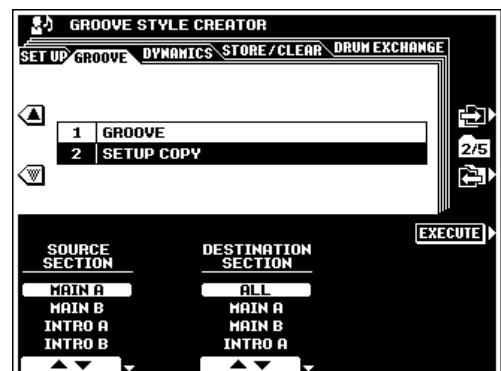 GROOVE STYLE CREATOR
SET UP GROOVE DYNAMICS STORE/CLEAR DRUM EXCHANGE
1 GROOVE
2 SETUP COPY
2/5
EXECUTE
SOURCE SECTION
DESTINATION SECTION
MAIN A ALL
MAIN B MAIN A
INTRO A MAIN B
INTRO B INTRO A